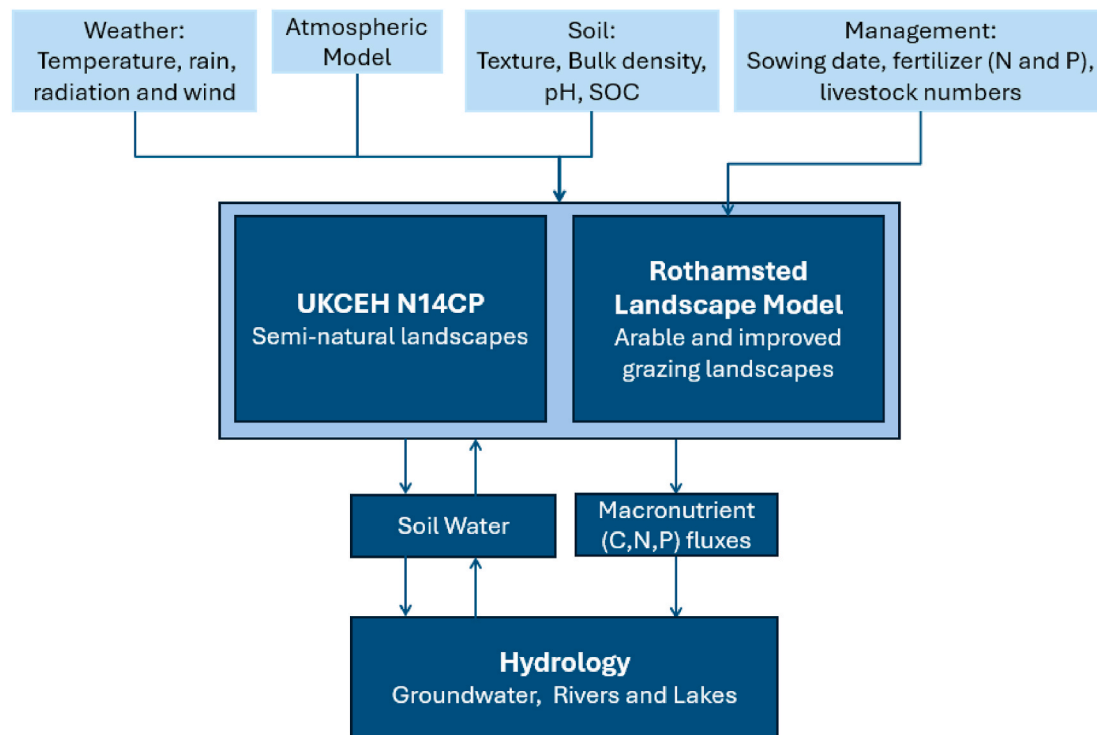 Weather:
Temperature, rain,
radiation and wind
Atmospheric
Model
Soil:
Texture, Bulk density,
pH, SOC
Management:
Sowing date, fertilizer (N and P),
livestock numbers
UKCEH N14CP
Semi-natural landscapes
Rothamsted
Landscape Model
Arable and improved
grazing landscapes
Soil Water
Macronutrient
(C,N,P) fluxes
Hydrology
Groundwater, Rivers and Lakes